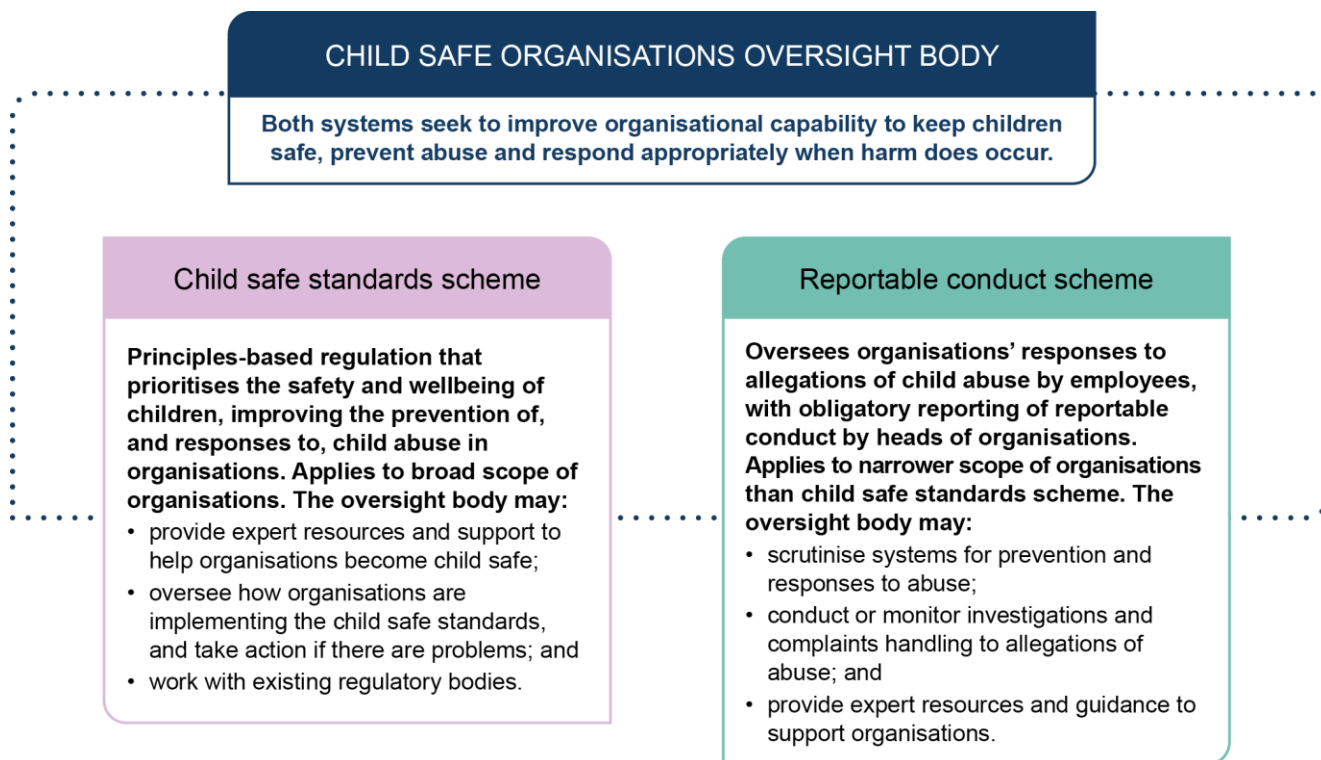 CHILD SAFE ORGANISATIONS OVERSIGHT BODY
Both systems seek to improve organisational capability to keep children
safe, prevent abuse and respond appropriately when harm does occur.
Child safe standards scheme
Principles-based regulation that
prioritises the safety and wellbeing of
children, improving the prevention of,
and responses to, child abuse in
organisations. Applies to broad scope of
organisations. The oversight body may:
• provide expert resources and support to
help organisations become child safe;
• oversee how organisations are
implementing the child safe standards,
and take action if there are problems; and
• work with existing regulatory bodies.
Reportable conduct scheme
Oversees organisations’ responses to
allegations of child abuse by employees,
with obligatory reporting of reportable
conduct by heads of organisations.
Applies to narrower scope of organisations
than child safe standards scheme. The
oversight body may:
• scrutinise systems for prevention and
responses to abuse;
• conduct or monitor investigations and
complaints handling to allegations of
abuse; and
• provide expert resources and guidance to
support organisations.